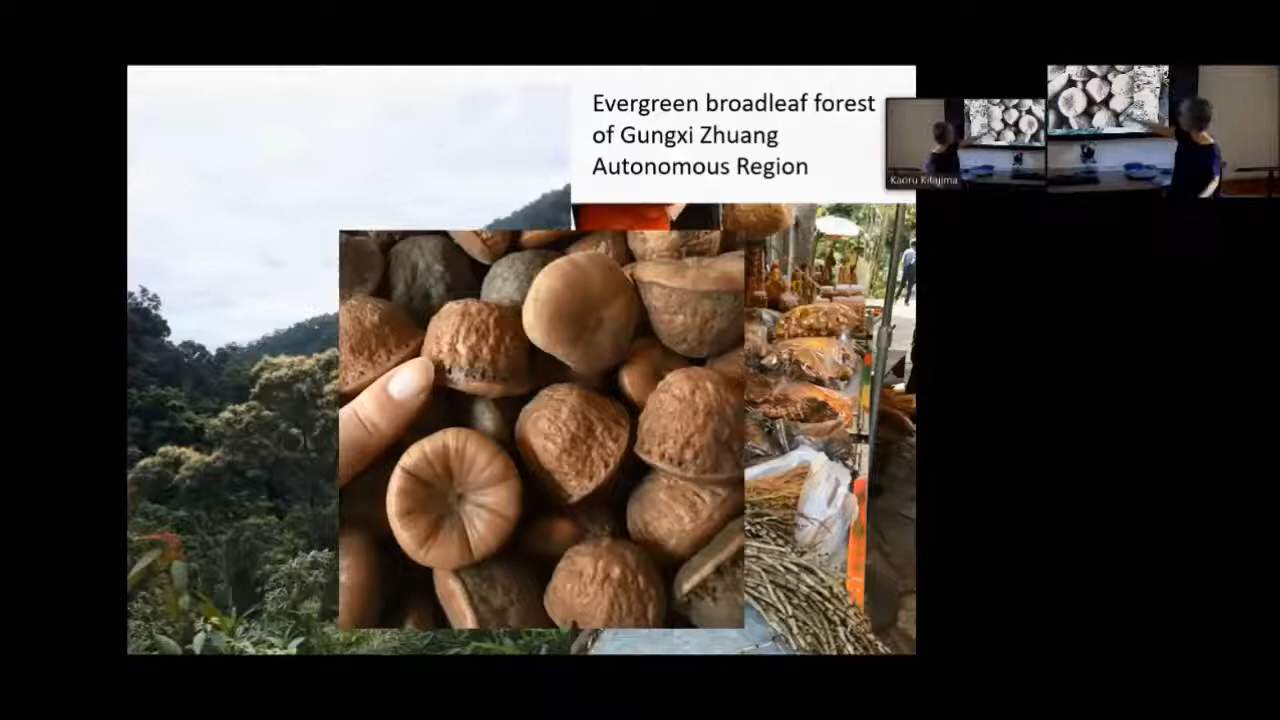 Evergreen broadleaf forest
of Gungxi Zhuang
Autonomous Region
Kaoru Kitajima